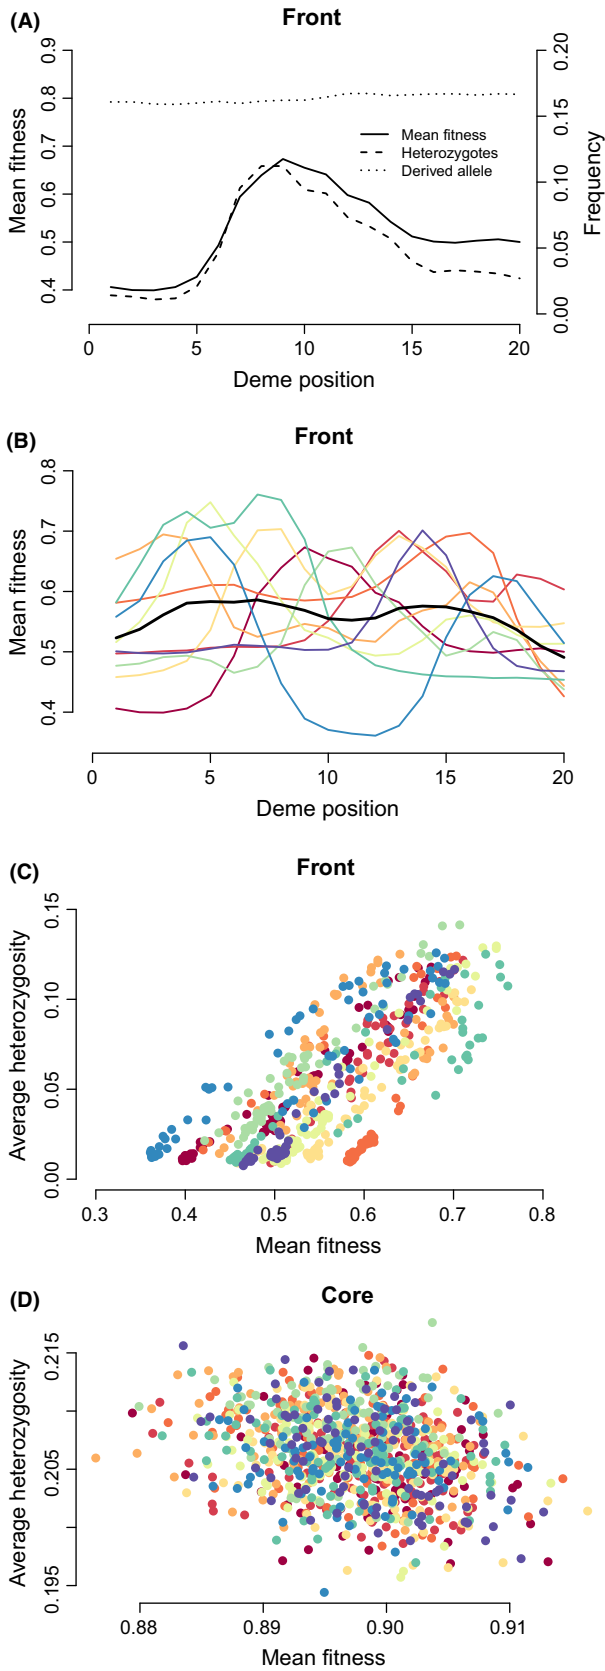 (A) Front
0.9
0.8
0.7
0.6
0.5
0.4
Mean fitness
0.20
0.15
0.10
0.05
0.00
Frequency
Mean fitness
Heterozygotes
Derived allele
0 5 10 15 20
Deme position
(B) Front
0.8
0.7
0.6
0.5
0.4
Mean fitness
0 5 10 15 20
Deme position
(C) Front
0.15
0.10
0.05
0.00
Average heterozygosity
0.3 0.4 0.5 0.6 0.7 0.8
Mean fitness
(D) Core
0.215
0.205
0.195
Average heterozygosity
0.88 0.89 0.90 0.91
Mean fitness